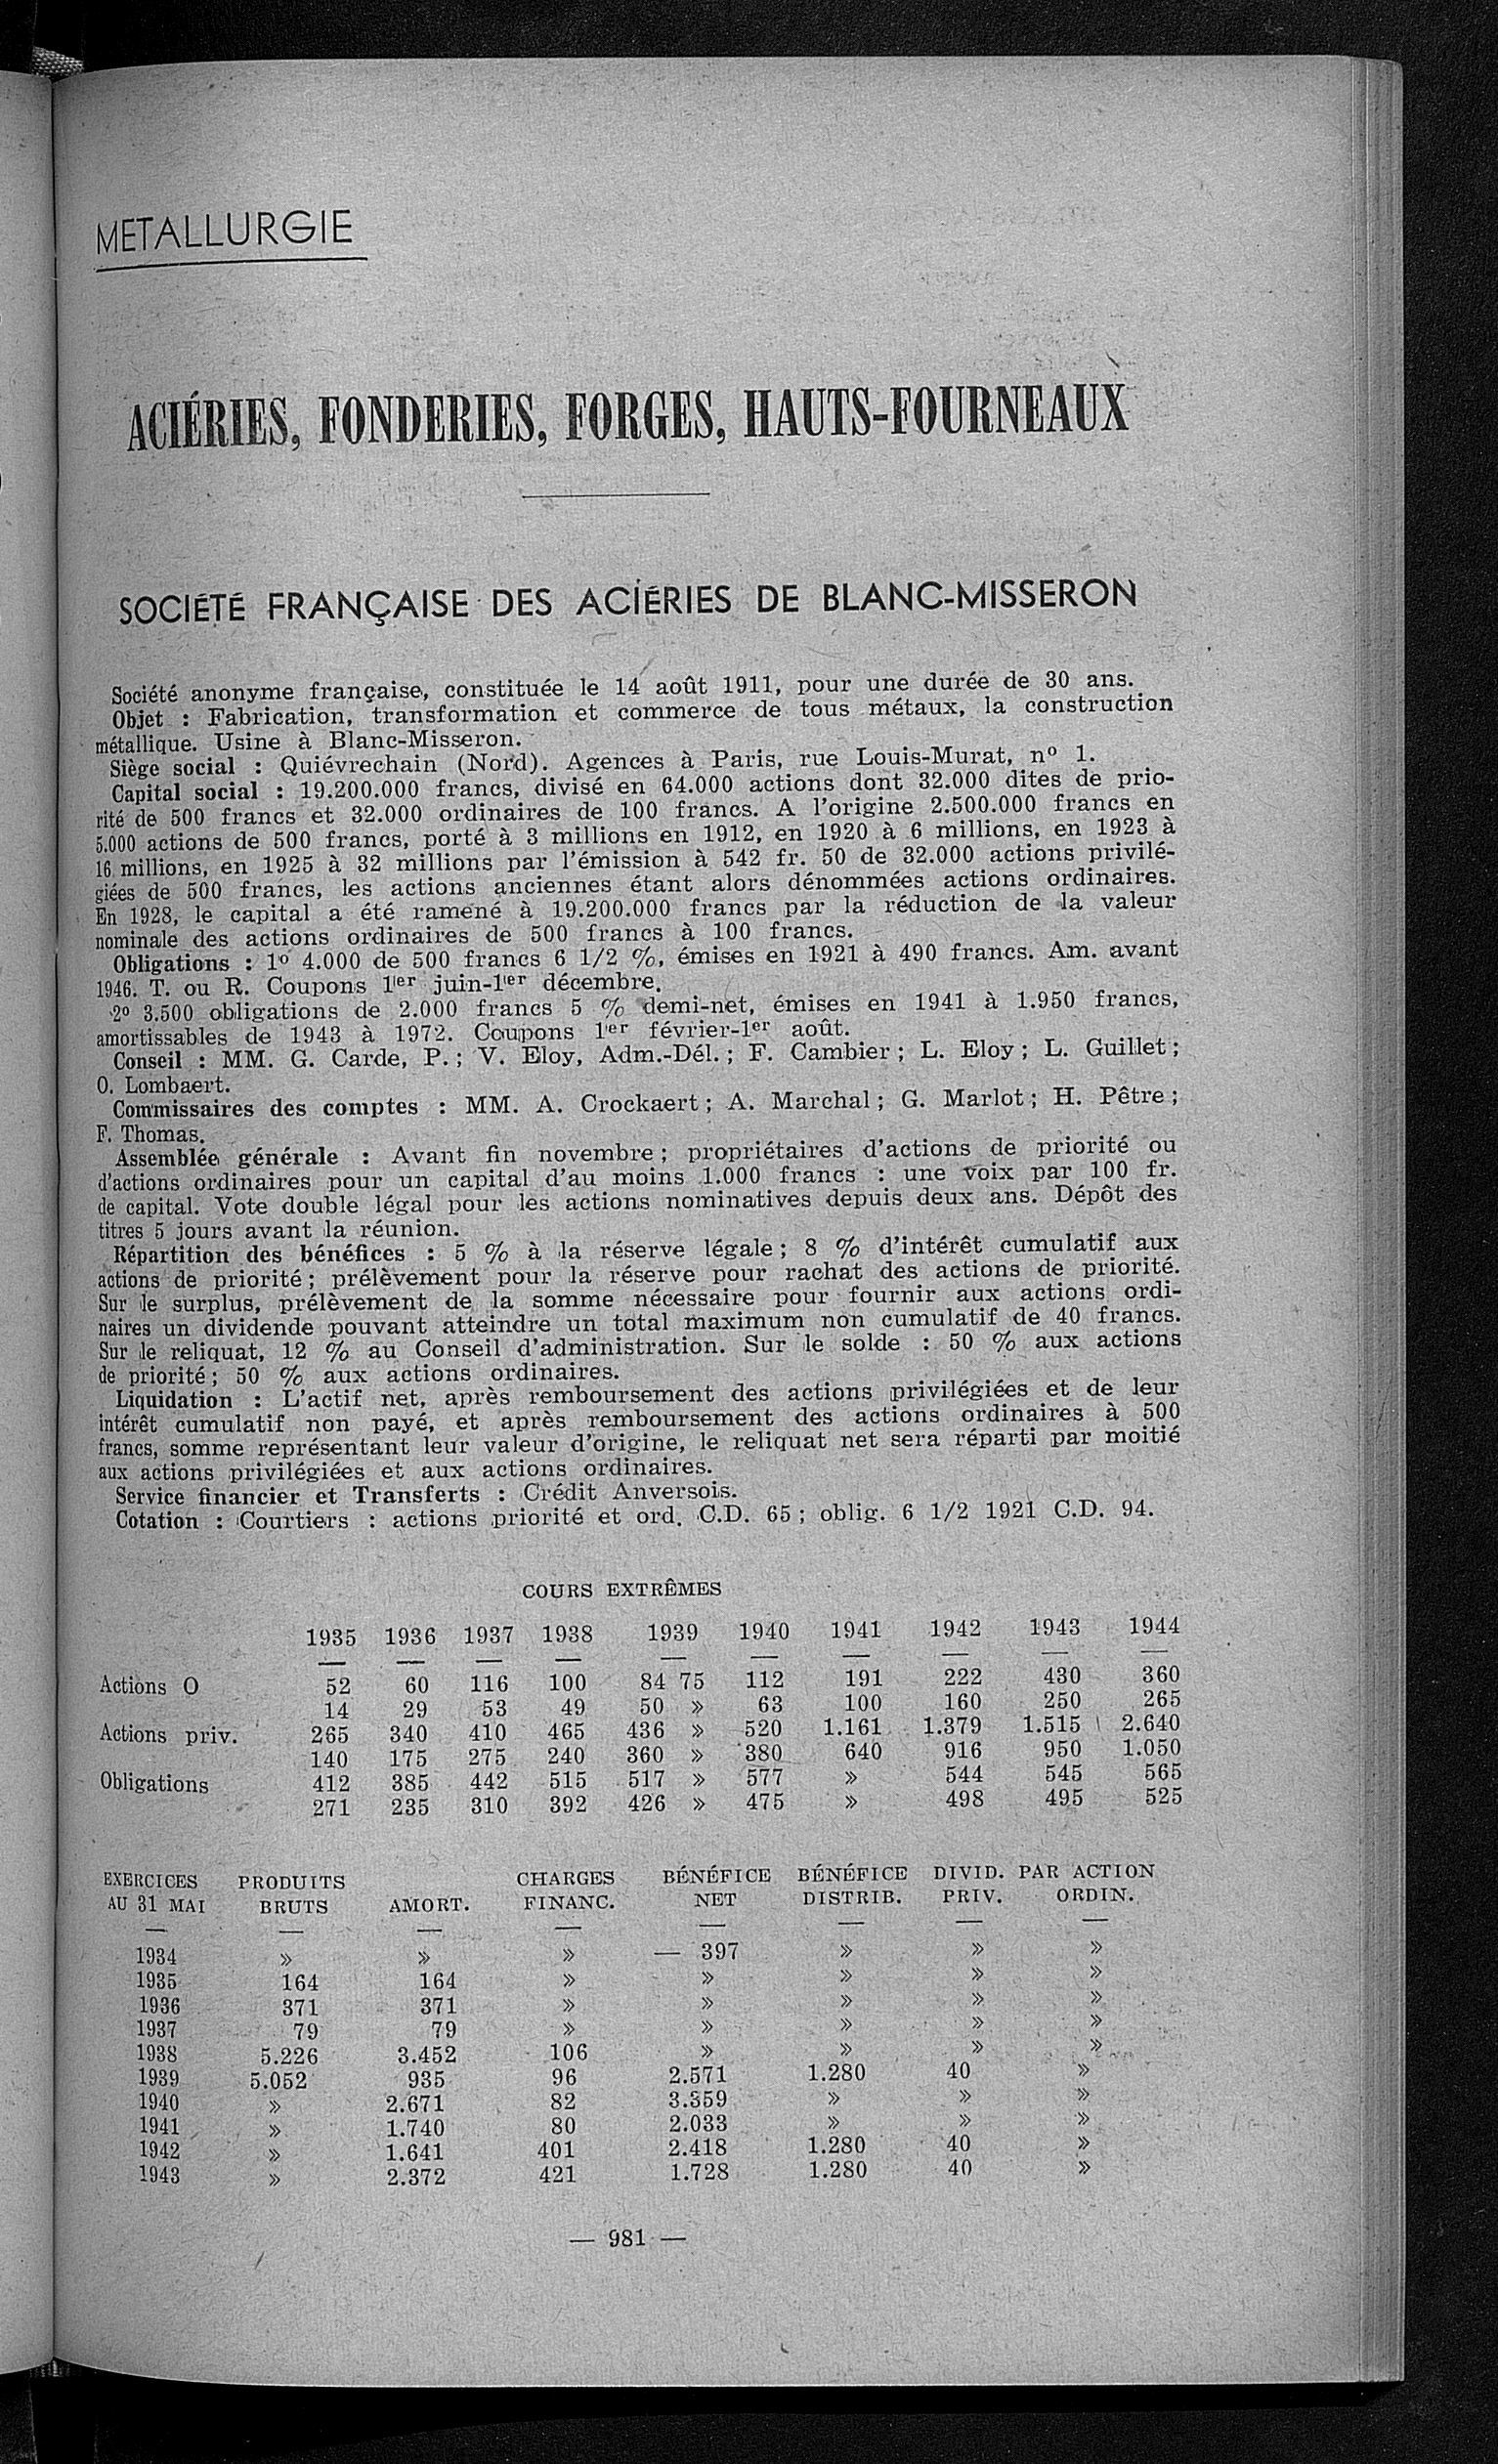 METALLURGIE
ACIÉRIES, FONDERIES, FORGES, HAUTS-FOURNEAUX
SOCIÉTÉ FRANÇAISE DES ACIÉRIES DE BLANC-MISSERON
Société anonyme française, constituée le 14 août 1911, pour une durée de 30 ans.
Objet : Fabrication, transformation et commerce de tous métaux, la construction
métallique. Usine à Blanc-Misseron.
Siège social : Quiévrechain (Nord). Agences à Paris, rue Louis-Murat, nº 1.
Capital social : 19.200.000 francs, divisé en 64.000 actions dont 32.000 dites de prio-
rité de 500 francs et 32.000 ordinaires de 100 francs. A l'origine 2.500.000 francs en
5.000 actions de 500 francs, porté à 3 millions en 1912, en 1920 à 6 millions, en 1923 à
16 millions, en 1925 à 32 millions par l'émission à 542 fr. 50 de 32.000 actions privilé-
giées de 500 francs, les actions anciennes étant alors dénommées actions ordinaires.
En 1928, le capital a été ramené à 19.200.000 francs par la réduction de la valeur
nominale des actions ordinaires de 500 francs à 100 francs.
Obligations : 1º 4.000 de 500 francs 6 1/2 %, émises en 1921 à 490 francs. Am. avant
1946. T. ou R. Coupons 1er juin-1er décembre.
2º 3.500 obligations de 2.000 francs 5 % demi-net, émises en 1941 à 1.950 francs,
amortissables de 1943 à 1972. Coupons 1er février-1er août.
Conseil : MM. G. Carde, P.; V. Eloy, Adm.-Dél.; F. Cambier; L. Eloy; L. Guillet;
O. Lombaert.
Commissaires des comptes : MM. A. Crockaert; A. Marchal; G. Marlot; H. Pêtre;
F. Thomas.
Assemblée générale : Avant fin novembre; propriétaires d'actions de priorité ou
d'actions ordinaires pour un capital d'au moins 1.000 francs : une voix par 100 fr.
de capital. Vote double légal pour les actions nominatives depuis deux ans. Dépôt des
titres 5 jours avant la réunion.
Répartition des bénéfices : 5 % à la réserve légale; 8 % d'intérêt cumulatif aux
actions de priorité; prélèvement pour la réserve pour rachat des actions de priorité.
Sur le surplus, prélèvement de la somme nécessaire pour fournir aux actions ordi-
naires un dividende pouvant atteindre un total maximum non cumulatif de 40 francs.
Sur le reliquat, 12 % au Conseil d'administration. Sur le solde : 50 % aux actions
de priorité; 50 % aux actions ordinaires.
Liquidation : L'actif net, après remboursement des actions privilégiées et de leur
intérêt cumulatif non payé, et après remboursement des actions ordinaires à 500
francs, somme représentant leur valeur d'origine, le reliquat net sera réparti par moitié
aux actions privilégiées et aux actions ordinaires.
Service financier et Transferts : Crédit Anversois.
Cotation : Courtiers : actions priorité et ord. C.D. 65; oblig. 6 1/2 1921 C.D. 94.
COURS EXTRÊMES
1935 1936 1937 1938 1939 1940 1941 1942 1943 1944
Actions O 52 60 116 100 84 75 112 191 222 430 360
14 29 53 49 50 » 63 100 160 250 265
Actions priv. 265 340 410 465 436 » 520 1.161 1.379 1.515 2.640
140 175 275 240 360 » 380 640 916 950 1.050
Obligations 412 385 442 515 517 » 577 » 544 545 565
271 235 310 392 426 » 475 » 498 495 525
EXERCICES PRODUITS CHARGES BÉNÉFICE BÉNÉFICE DIVID. PAR ACTION
AU 31 MAI BRUTS AMORT. FINANC. NET DISTRIB. PRIV. ORDIN.
1934 » » » — 397 » » »
1935 164 164 » » » » »
1936 371 371 » » » » »
1937 79 79 » » » » »
1938 5.226 3.452 106 » » » »
1939 5.052 935 96 2.571 1.280 40 »
1940 » 2.671 82 3.359 » » »
1941 » 1.740 80 2.033 » » »
1942 » 1.641 401 2.418 1.280 40 »
1943 » 2.372 421 1.728 1.280 40 »
— 981 —